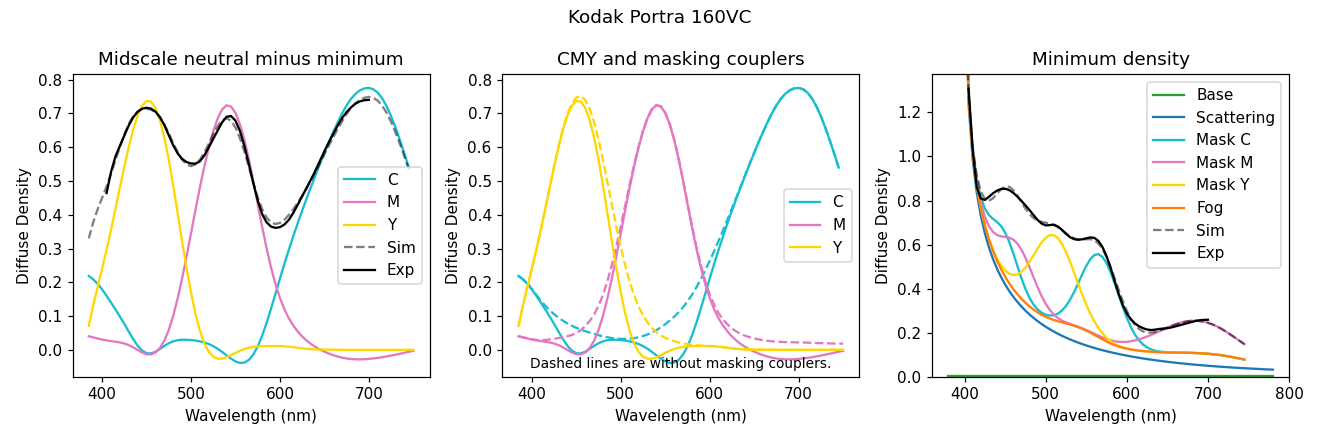 Kodak Portra 160VC
Midscale neutral minus minimum
Diffuse Density
0.8
0.7
0.6
0.5
0.4
0.3
0.2
0.1
0.0
C
M
Y
Sim
Exp
400 500 600 700
Wavelength (nm)
CMY and masking couplers
Diffuse Density
0.8
0.7
0.6
0.5
0.4
0.3
0.2
0.1
0.0
C
M
Y
Dashed lines are without masking couplers.
400 500 600 700
Wavelength (nm)
Minimum density
Diffuse Density
1.2
1.0
0.8
0.6
0.4
0.2
0.0
Base
Scattering
Mask C
Mask M
Mask Y
Fog
Sim
Exp
400 500 600 700 800
Wavelength (nm)